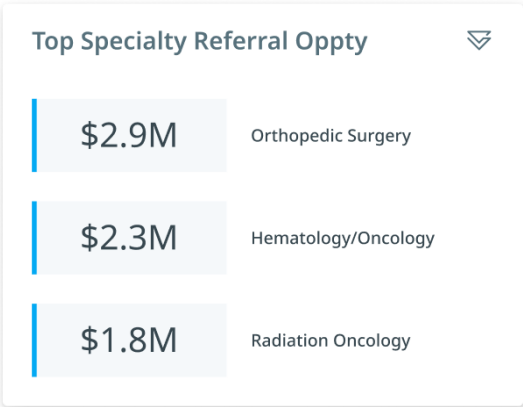 Top Specialty Referral Oppty
$2.9M Orthopedic Surgery
$2.3M Hematology/Oncology
$1.8M Radiation Oncology